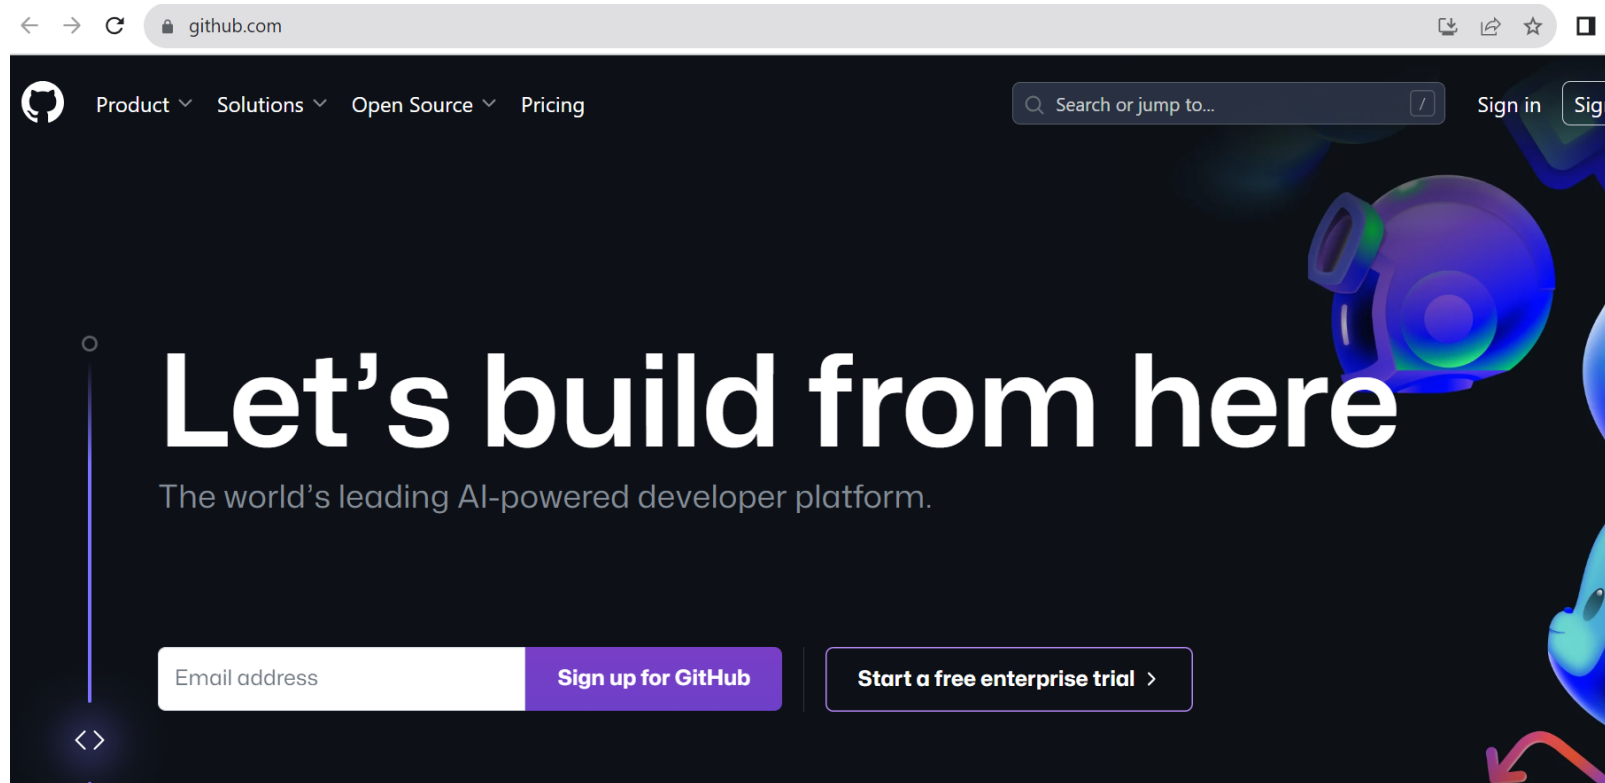 github.com
Product Solutions Open Source Pricing Search or jump to... / Sign in Sig
Let’s build from here
The world’s leading AI-powered developer platform.
Email address Sign up for GitHub Start a free enterprise trial